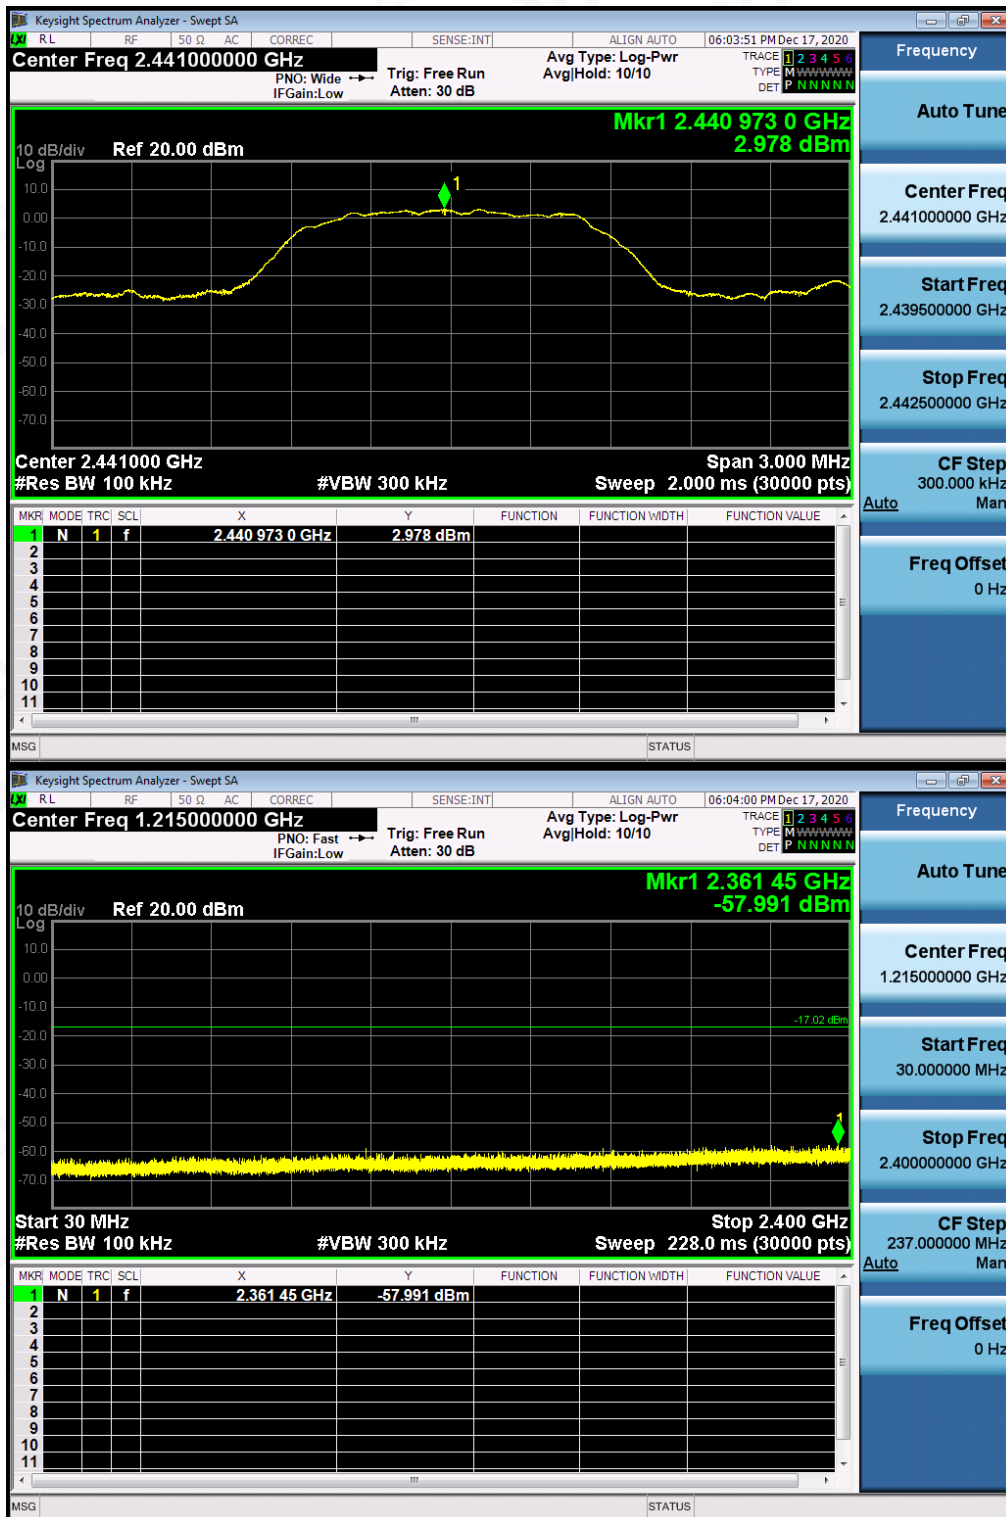 Keysight Spectrum Analyzer - Swept SA
LXI RL RF 50 Ω AC CORREC SENSE:INT ALIGN AUTO 06:03:51 PM Dec 17, 2020
Center Freq 2.441000000 GHz
PNO: Wide
IFGain:Low
Trig: Free Run
Atten: 30 dB
Avg Type: Log-Pwr
Avg|Hold: 10/10
TRACE 1 2 3 4 5 6
TYPE M WWWWW
DET P N N N N N
Mkr1 2.440 973 0 GHz
2.978 dBm
10 dB/div Ref 20.00 dBm
Log
10.0
0.00
-10.0
-20.0
-30.0
-40.0
-50.0
-60.0
-70.0
1
Center 2.441000 GHz Span 3.000 MHz
#Res BW 100 kHz #VBW 300 kHz Sweep 2.000 ms (30000 pts)
MKR MODE TRC SCL X Y FUNCTION FUNCTION WIDTH FUNCTION VALUE
1 N 1 f 2.440 973 0 GHz 2.978 dBm
2
3
4
5
6
7
8
9
10
11
MSG STATUS
Frequency
Auto Tune
Center Freq
2.441000000 GHz
Start Freq
2.439500000 GHz
Stop Freq
2.442500000 GHz
CF Step
300.000 kHz
Auto Man
Freq Offset
0 Hz
Keysight Spectrum Analyzer - Swept SA
LXI RL RF 50 Ω AC CORREC SENSE:INT ALIGN AUTO 06:04:00 PM Dec 17, 2020
Center Freq 1.215000000 GHz
PNO: Fast
IFGain:Low
Trig: Free Run
Atten: 30 dB
Avg Type: Log-Pwr
Avg|Hold: 10/10
TRACE 1 2 3 4 5 6
TYPE M WWWWW
DET P N N N N N
Mkr1 2.361 45 GHz
-57.991 dBm
10 dB/div Ref 20.00 dBm
Log
10.0
0.00
-10.0
-20.0
-30.0
-40.0
-50.0
-60.0
-70.0
-17.02 dBm
1
Start 30 MHz Stop 2.400 GHz
#Res BW 100 kHz #VBW 300 kHz Sweep 228.0 ms (30000 pts)
MKR MODE TRC SCL X Y FUNCTION FUNCTION WIDTH FUNCTION VALUE
1 N 1 f 2.361 45 GHz -57.991 dBm
2
3
4
5
6
7
8
9
10
11
MSG STATUS
Frequency
Auto Tune
Center Freq
1.215000000 GHz
Start Freq
30.000000 MHz
Stop Freq
2.400000000 GHz
CF Step
237.000000 MHz
Auto Man
Freq Offset
0 Hz